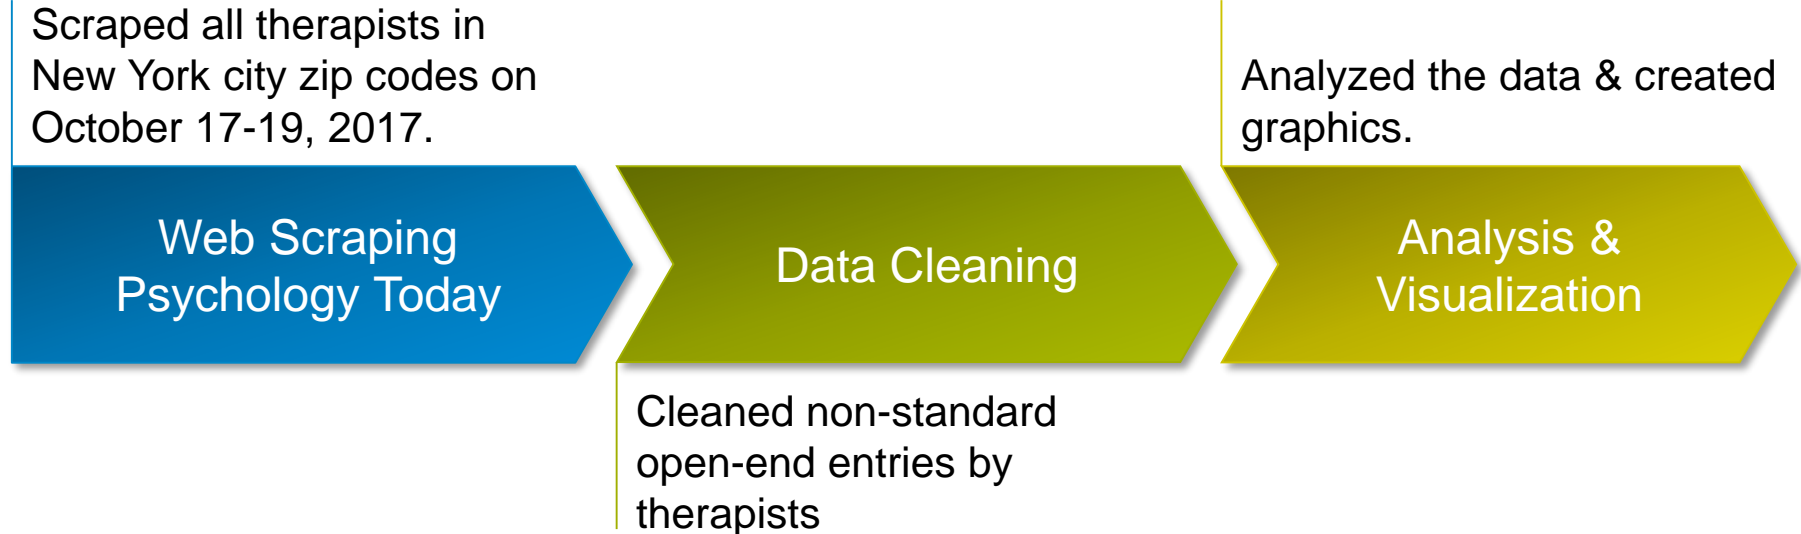 Scraped all therapists in
New York city zip codes on
October 17-19, 2017.
Web Scraping
Psychology Today
Data Cleaning
Cleaned non-standard
open-end entries by
therapists
Analyzed the data & created
graphics.
Analysis &
Visualization